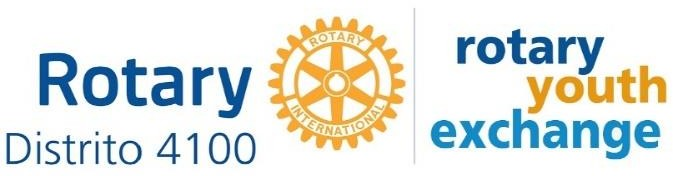 Rotary
Distrito 4100
ROTARY
INTERNATIONAL
rotary
youth
exchange